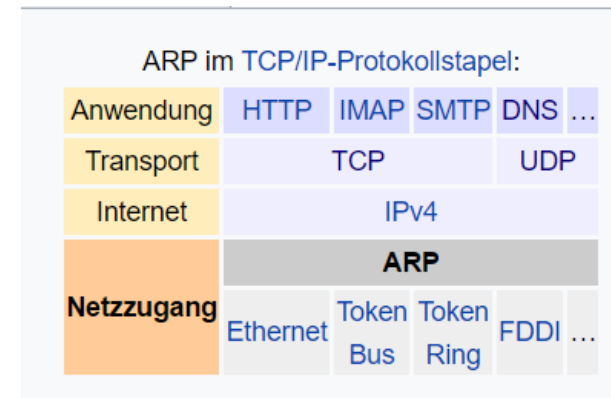 ARP im TCP/IP-Protokollstapel:
Anwendung HTTP IMAP SMTP DNS …
Transport TCP UDP
Internet IPv4
Netzzugang ARP
Ethernet Token Bus Token Ring FDDI …